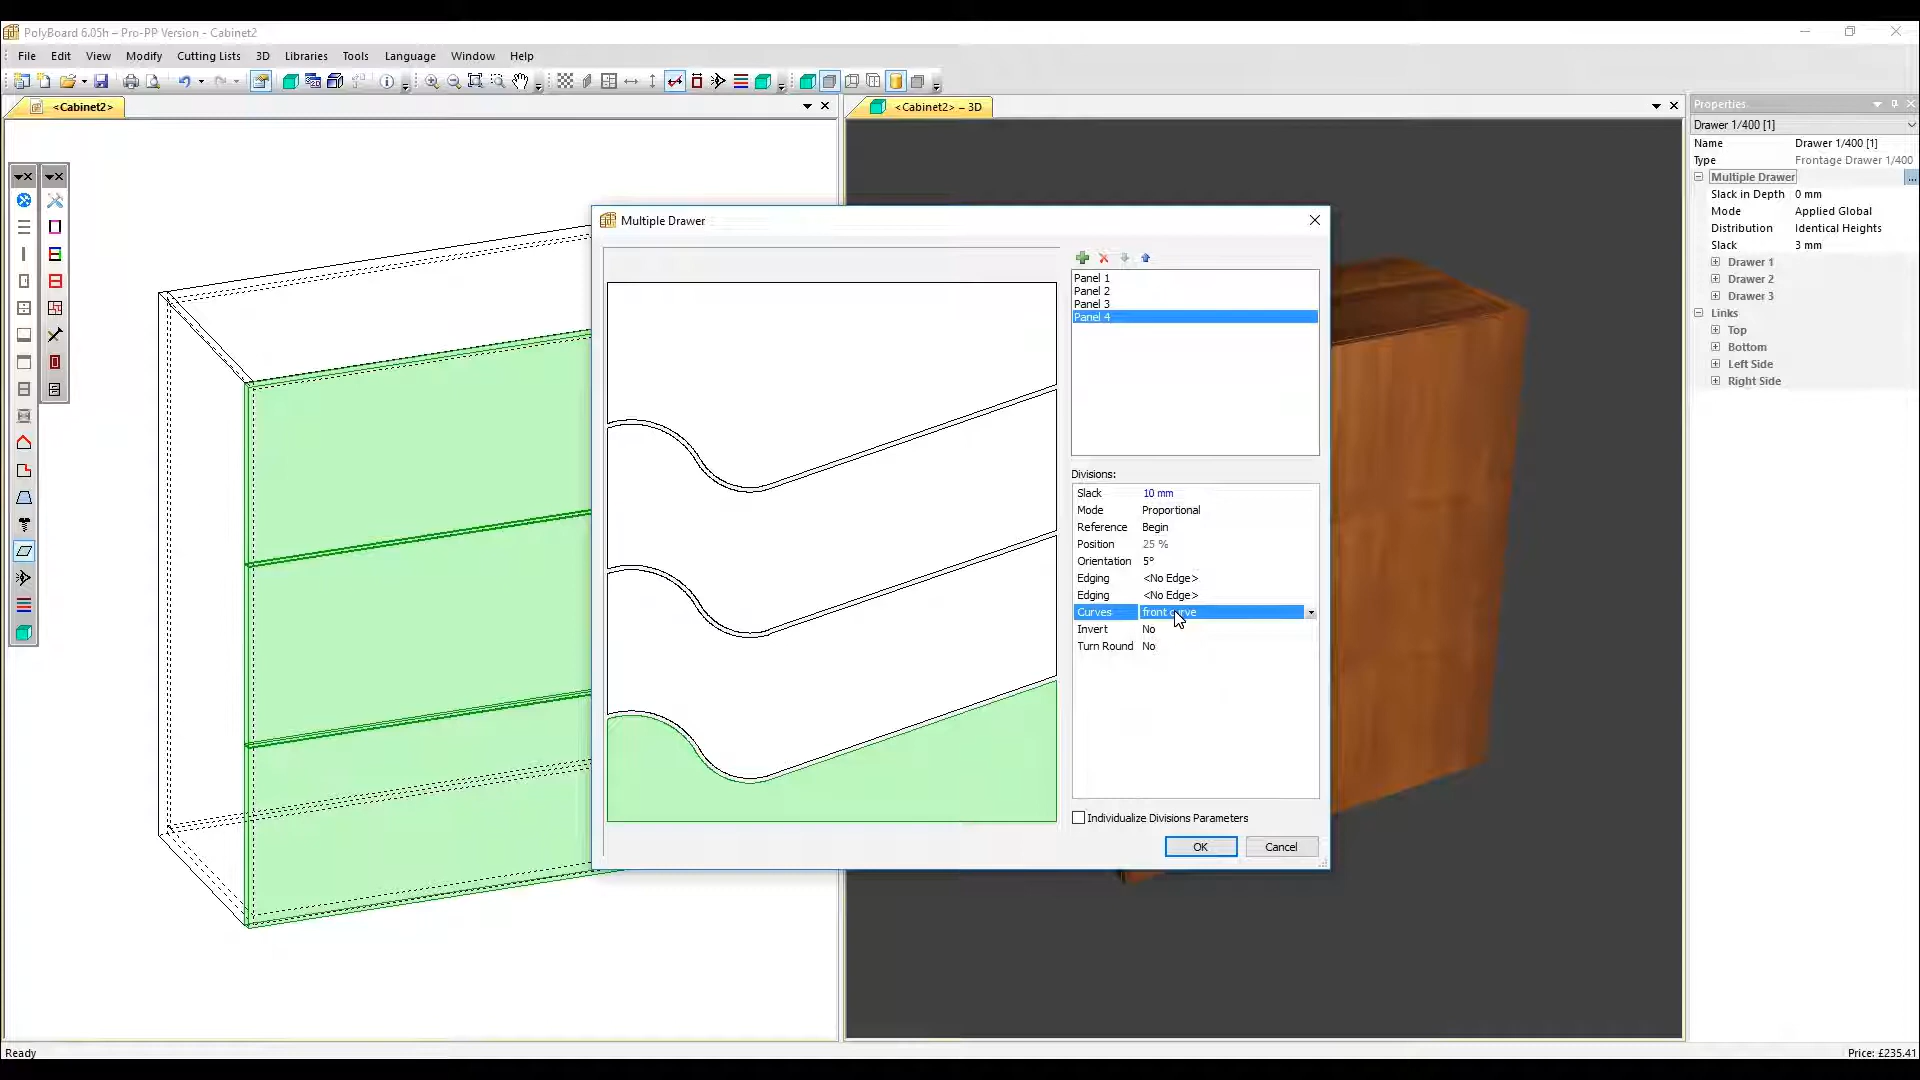 PolyBoard 6.05h – Pro-PP Version - Cabinet2
File Edit View Modify Cutting Lists 3D Libraries Tools Language Window Help
<Cabinet2>
<Cabinet2> – 3D
Properties
Drawer 1/400 [1]
Name Drawer 1/400 [1]
Type Frontage Drawer 1/400
Multiple Drawer ...
Slack in Depth 0 mm
Mode Applied Global
Distribution Identical Heights
Slack 3 mm
Drawer 1
Drawer 2
Drawer 3
Links
Top
Bottom
Left Side
Right Side
Multiple Drawer
Panel 1
Panel 2
Panel 3
Panel 4
Divisions:
Slack 10 mm
Mode Proportional
Reference Begin
Position 25 %
Orientation 5°
Edging <No Edge>
Edging <No Edge>
Curves front curve
Invert No
Turn Round No
Individualize Divisions Parameters
OK Cancel
Ready
Price: £235.41